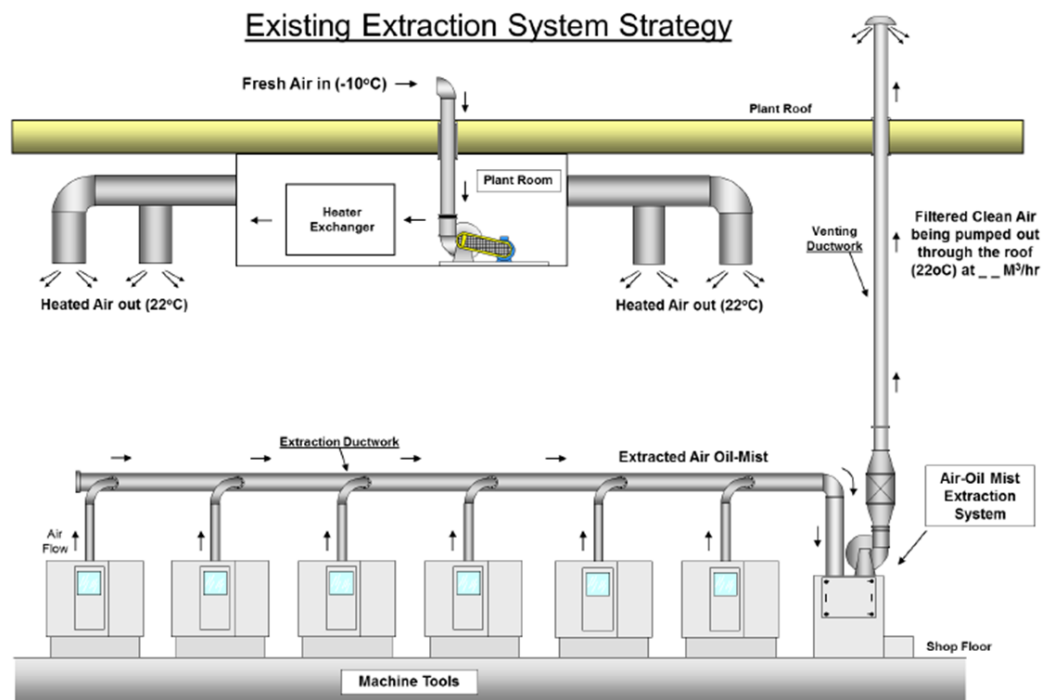 Existing Extraction System Strategy
Fresh Air in (-10°C)
Plant Roof
Plant Room
Heater
Exchanger
Venting
Ductwork
Filtered Clean Air
being pumped out
through the roof
(22oC) at _ _ M³/hr
Heated Air out (22°C)
Heated Air out (22°C)
Extraction Ductwork
Extracted Air Oil-Mist
Air-Oil Mist
Extraction
System
Air
Flow
Shop Floor
Machine Tools